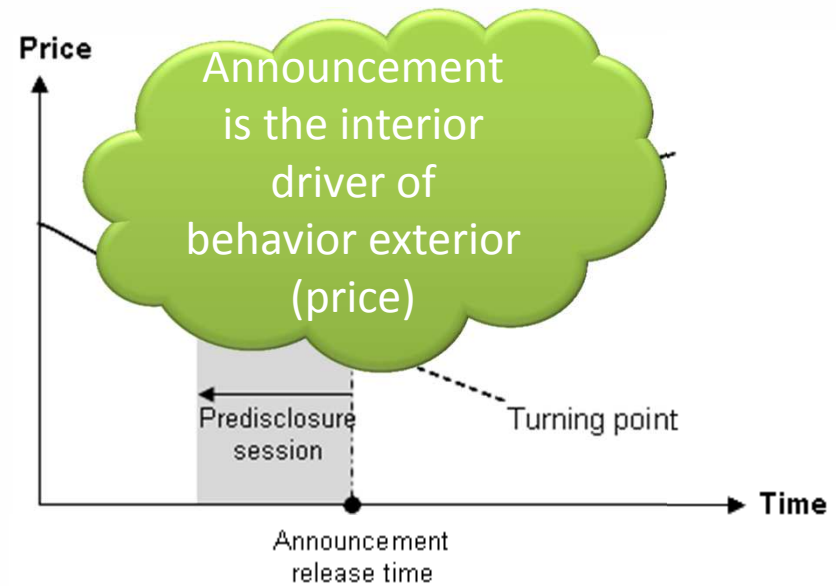 Price
Announcement
is the interior
driver of
behavior exterior
(price)
Predisclosure
session
Turning point
Time
Announcement
release time